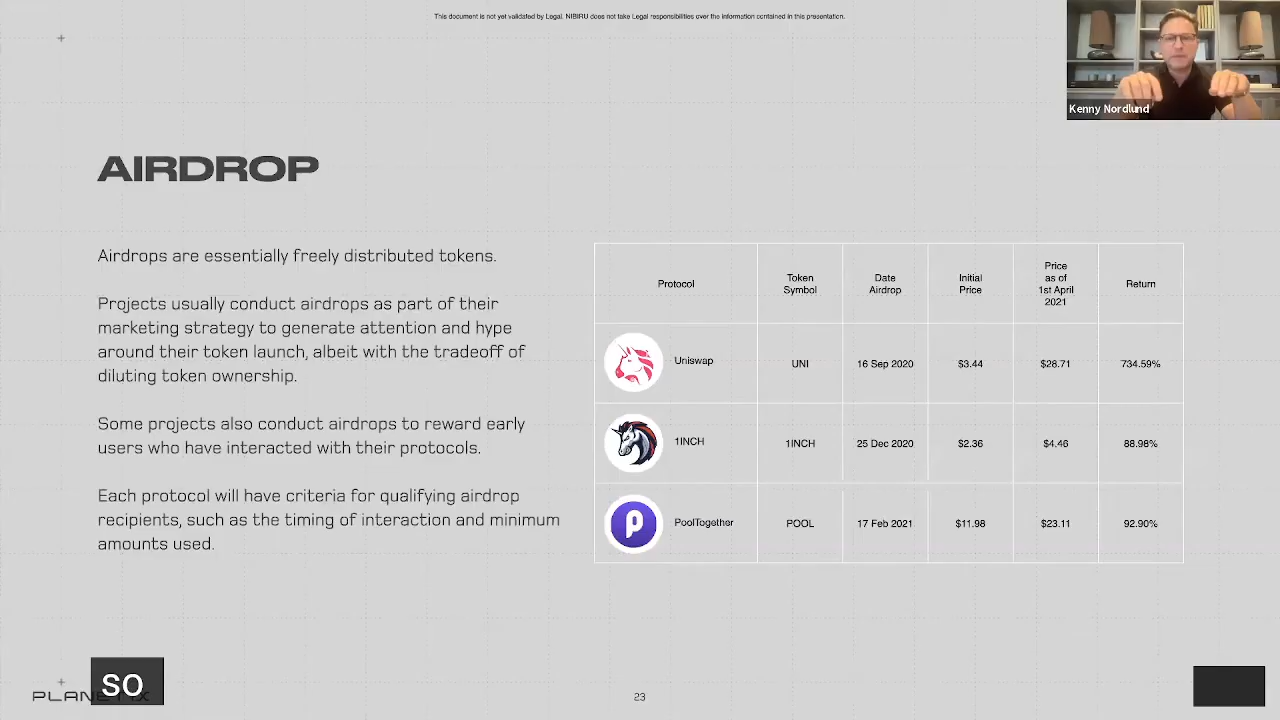 This document is not yet validated by Legal. NIBIRU does not take Legal responsibilities over the information contained in this presentation.
Kenny Nordlund
AIRDROP
Airdrops are essentially freely distributed tokens.
Projects usually conduct airdrops as part of their
marketing strategy to generate attention and hype
around their token launch, albeit with the tradeoff of
diluting token ownership.
Some projects also conduct airdrops to reward early
users who have interacted with their protocols.
Each protocol will have criteria for qualifying airdrop
recipients, such as the timing of interaction and minimum
amounts used.
Protocol
Token
Symbol
Date
Airdrop
Initial
Price
Price
as of
1st April
2021
Return
Uniswap UNI 16 Sep 2020 $3.44 $28.71 734.59%
1INCH 1INCH 25 Dec 2020 $2.36 $4.46 88.98%
PoolTogether POOL 17 Feb 2021 $11.98 $23.11 92.90%
so
23